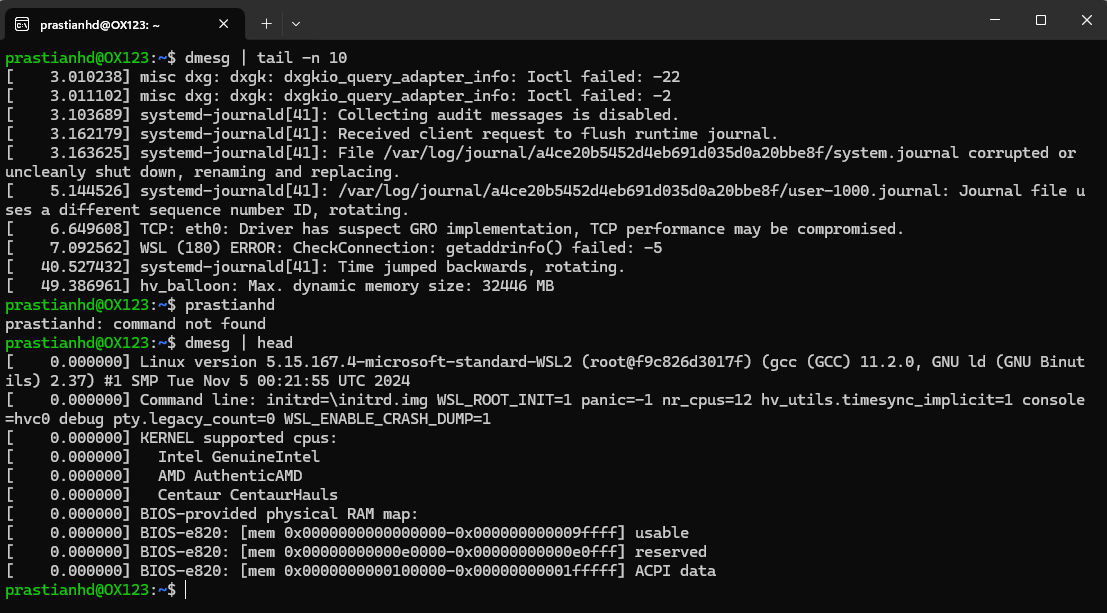 prastianhd@OX123: ~
prastianhd@OX123:~$ dmesg | tail -n 10
[    3.010238] misc dxg: dxgk: dxgkio_query_adapter_info: Ioctl failed: -22
[    3.011102] misc dxg: dxgk: dxgkio_query_adapter_info: Ioctl failed: -2
[    3.103689] systemd-journald[41]: Collecting audit messages is disabled.
[    3.162179] systemd-journald[41]: Received client request to flush runtime journal.
[    3.163625] systemd-journald[41]: File /var/log/journal/a4ce20b5452d4eb691d035d0a20bbe8f/system.journal corrupted or
uncleanly shut down, renaming and replacing.
[    5.144526] systemd-journald[41]: /var/log/journal/a4ce20b5452d4eb691d035d0a20bbe8f/user-1000.journal: Journal file u
ses a different sequence number ID, rotating.
[    6.649608] TCP: eth0: Driver has suspect GRO implementation, TCP performance may be compromised.
[    7.092562] WSL (180) ERROR: CheckConnection: getaddrinfo() failed: -5
[   40.527432] systemd-journald[41]: Time jumped backwards, rotating.
[   49.386961] hv_balloon: Max. dynamic memory size: 32446 MB
prastianhd@OX123:~$ prastianhd
prastianhd: command not found
prastianhd@OX123:~$ dmesg | head
[    0.000000] Linux version 5.15.167.4-microsoft-standard-WSL2 (root@f9c826d3017f) (gcc (GCC) 11.2.0, GNU ld (GNU Binut
ils) 2.37) #1 SMP Tue Nov 5 00:21:55 UTC 2024
[    0.000000] Command line: initrd=\initrd.img WSL_ROOT_INIT=1 panic=-1 nr_cpus=12 hv_utils.timesync_implicit=1 console
=hvc0 debug pty.legacy_count=0 WSL_ENABLE_CRASH_DUMP=1
[    0.000000] KERNEL supported cpus:
[    0.000000]   Intel GenuineIntel
[    0.000000]   AMD AuthenticAMD
[    0.000000]   Centaur CentaurHauls
[    0.000000] BIOS-provided physical RAM map:
[    0.000000] BIOS-e820: [mem 0x0000000000000000-0x000000000009ffff] usable
[    0.000000] BIOS-e820: [mem 0x00000000000e0000-0x00000000000e0fff] reserved
[    0.000000] BIOS-e820: [mem 0x0000000000100000-0x00000000001fffff] ACPI data
prastianhd@OX123:~$